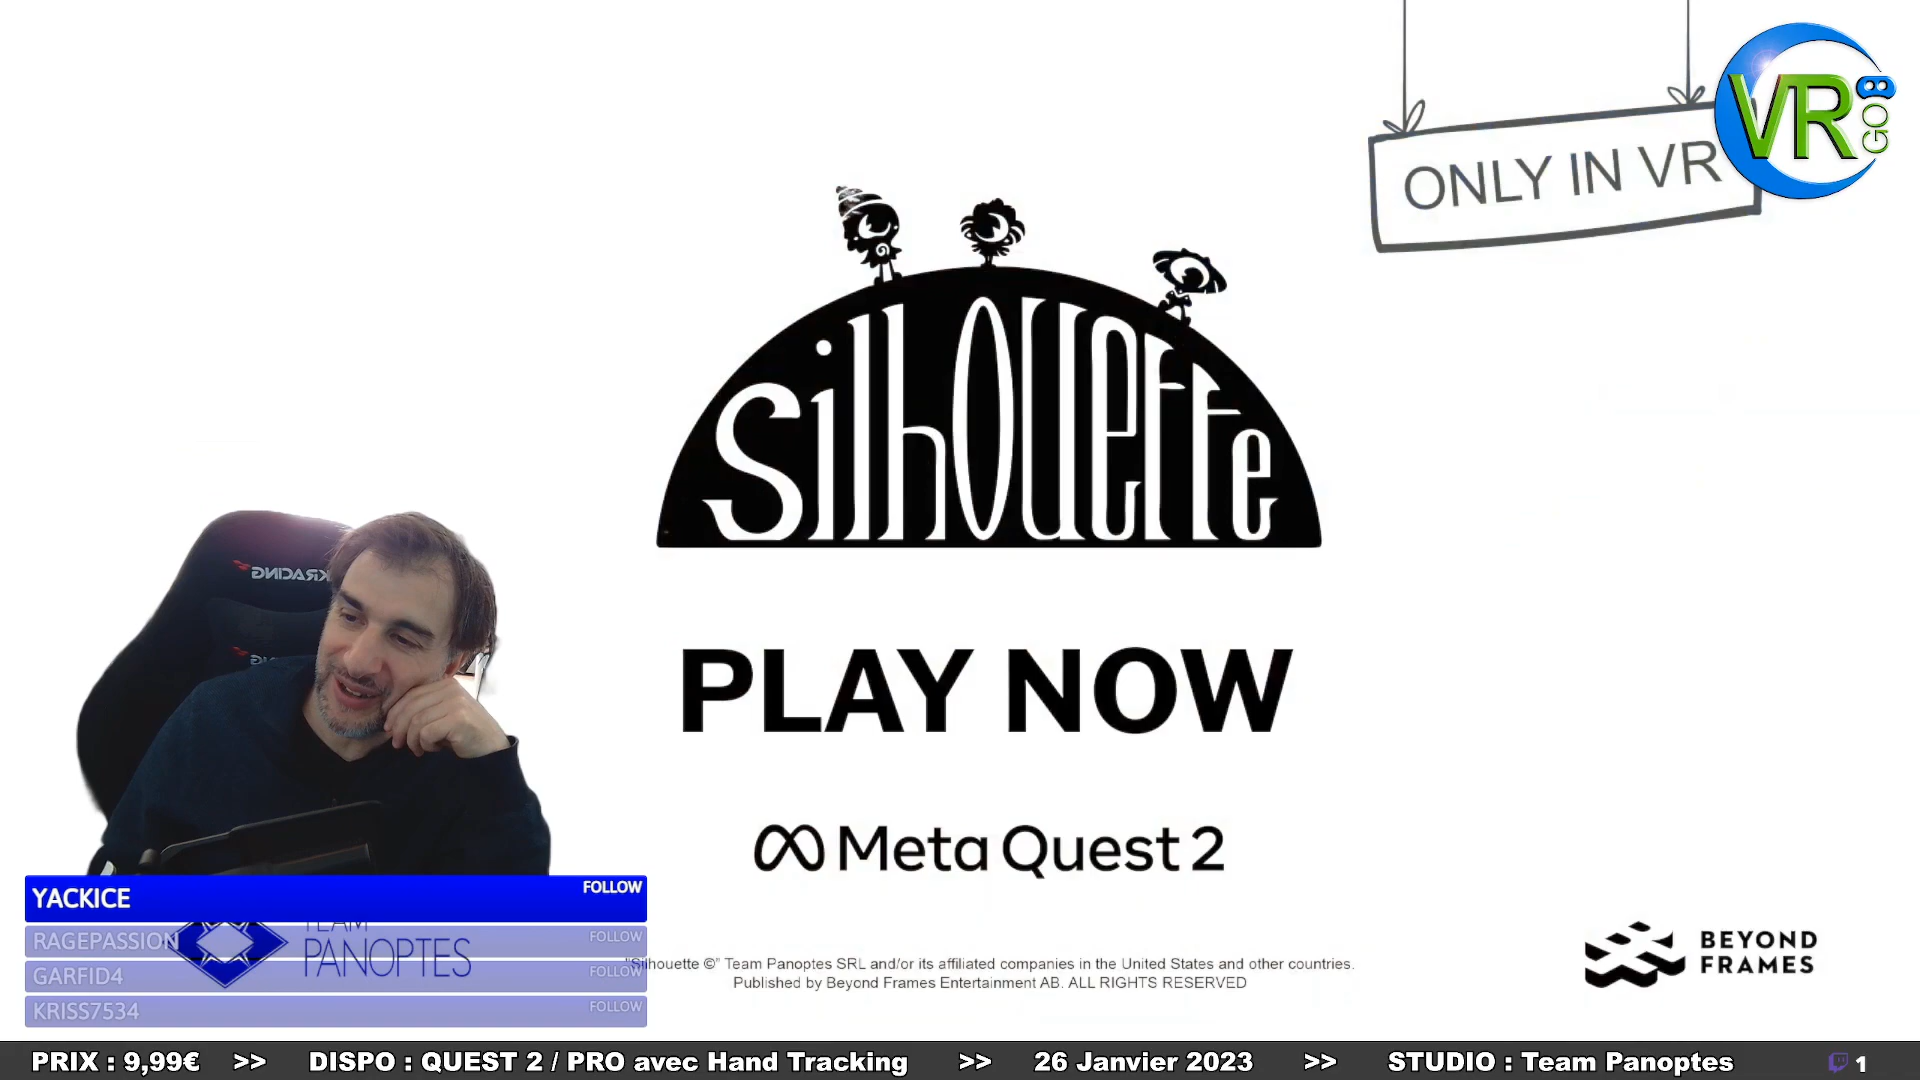 ONLY IN VR
VR
GO
silhouette
PLAY NOW
Meta Quest 2
YACKICE FOLLOW
TEAM
RAGEPASSION FOLLOW
PANOPTES
GARFID4 FOLLOW
KRISS7534 FOLLOW
"Silhouette ©" Team Panoptes SRL and/or its affiliated companies in the United States and other countries.
Published by Beyond Frames Entertainment AB. ALL RIGHTS RESERVED
BEYOND
FRAMES
PRIX : 9,99€ >> DISPO : QUEST 2 / PRO avec Hand Tracking >> 26 Janvier 2023 >> STUDIO : Team Panoptes 1